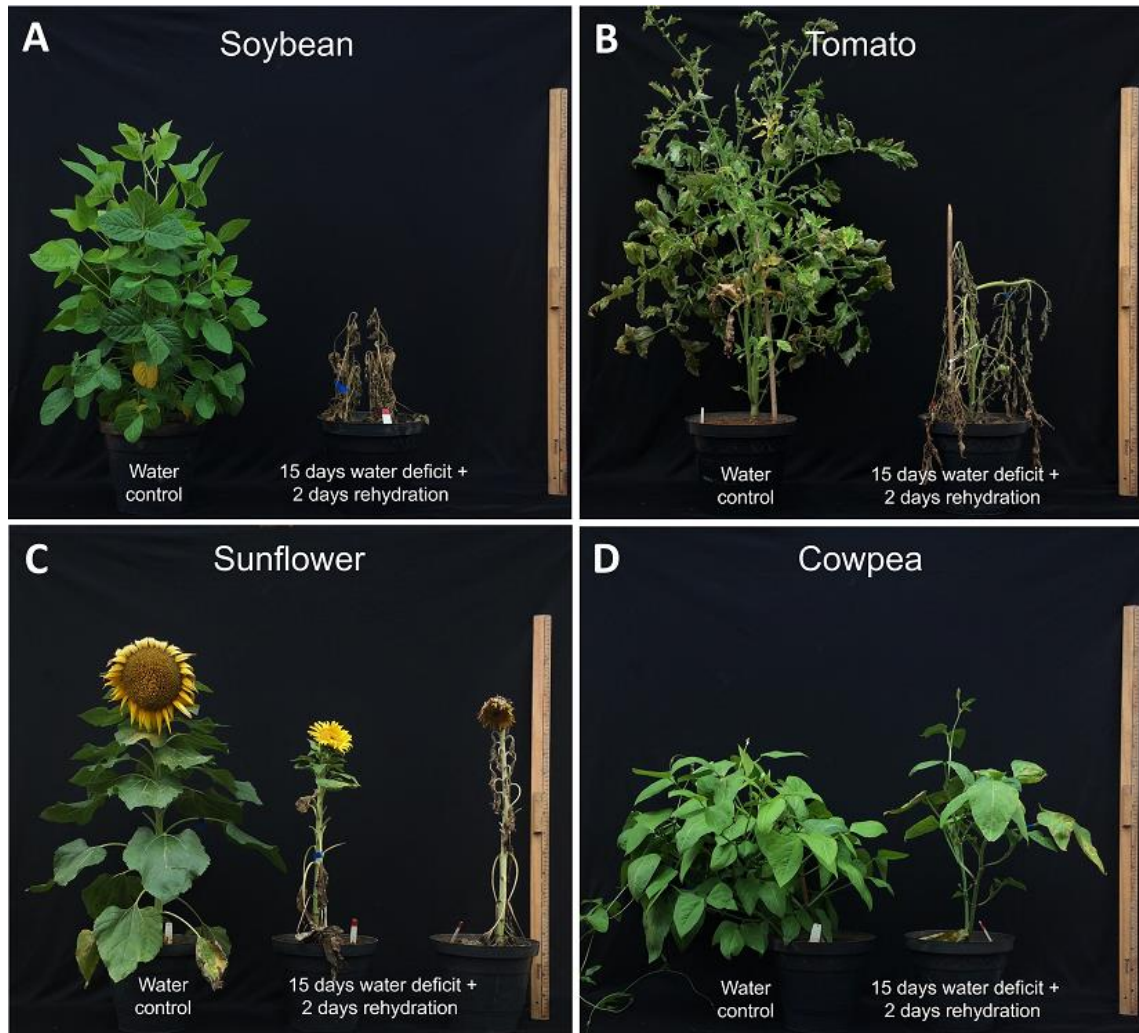 A
Soybean
Water
control
15 days water deficit +
2 days rehydration
B
Tomato
Water
control
15 days water deficit +
2 days rehydration
C
Sunflower
Water
control
15 days water deficit +
2 days rehydration
D
Cowpea
Water
control
15 days water deficit +
2 days rehydration